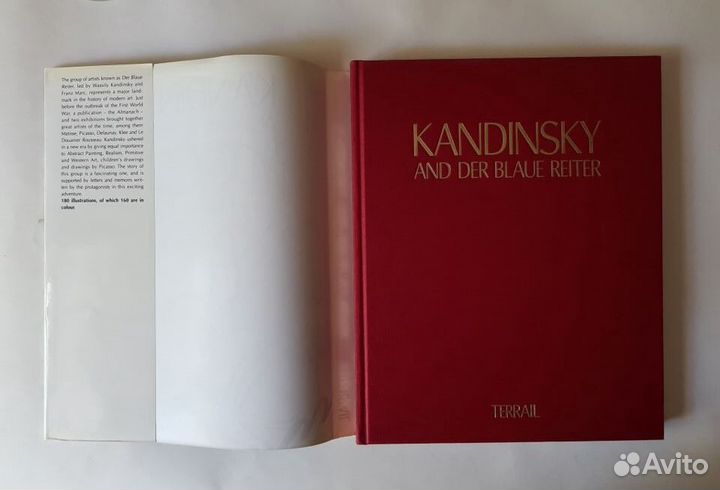 The group of artists known as Der Blaue
Reiter, led by Wassily Kandinsky and
Franz Marc, represents a major land-
mark in the history of modern art. Just
before the outbreak of the First World
War, a publication – the Almanach –
and two exhibitions brought together
great artists of the time; among them
Matisse, Picasso, Delaunay, Klee and Le
Douanier Rousseau. Kandinsky ushered
in a new era by giving equal importance
to Abstract Painting, Realism, Primitive
and Western Art, children's drawings
and drawings by Picasso. The story of
this group is a fascinating one, and is
supported by letters and memoirs writ-
ten by the protagonists in this exciting
adventure.
180 illustrations, of which 160 are in
colour.
KANDINSKY
AND DER BLAUE REITER
TERRAIL
Avito